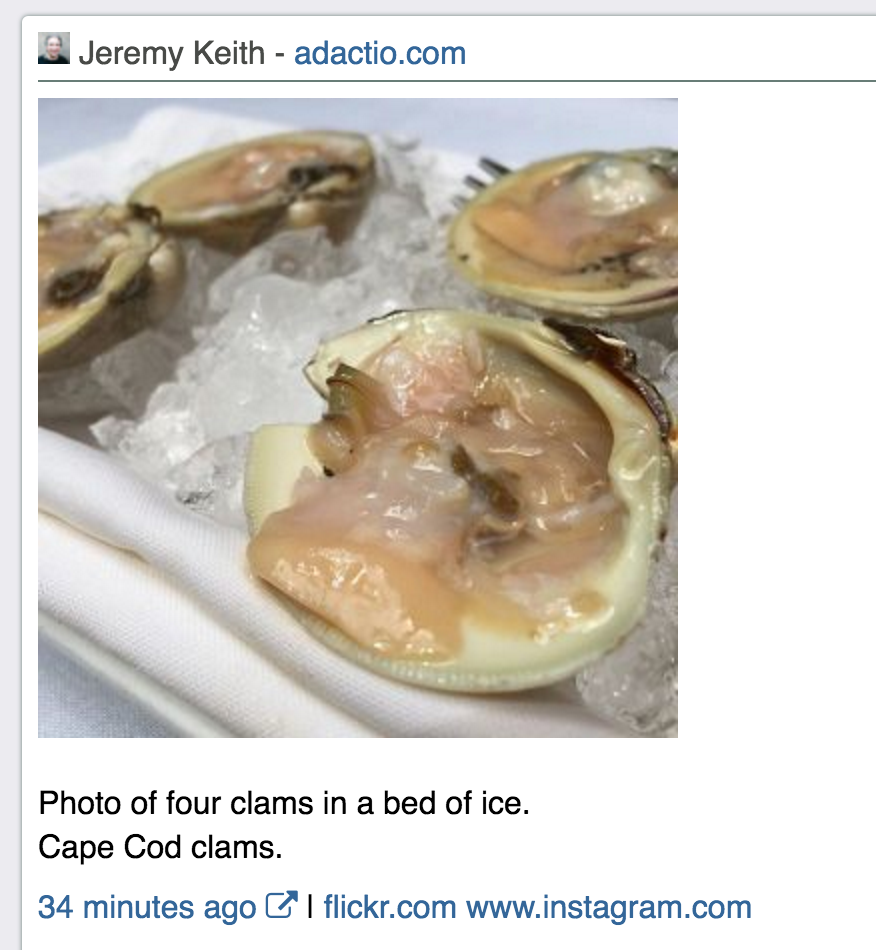 Jeremy Keith - adactio.com
Photo of four clams in a bed of ice.
Cape Cod clams.
34 minutes ago | flickr.com www.instagram.com